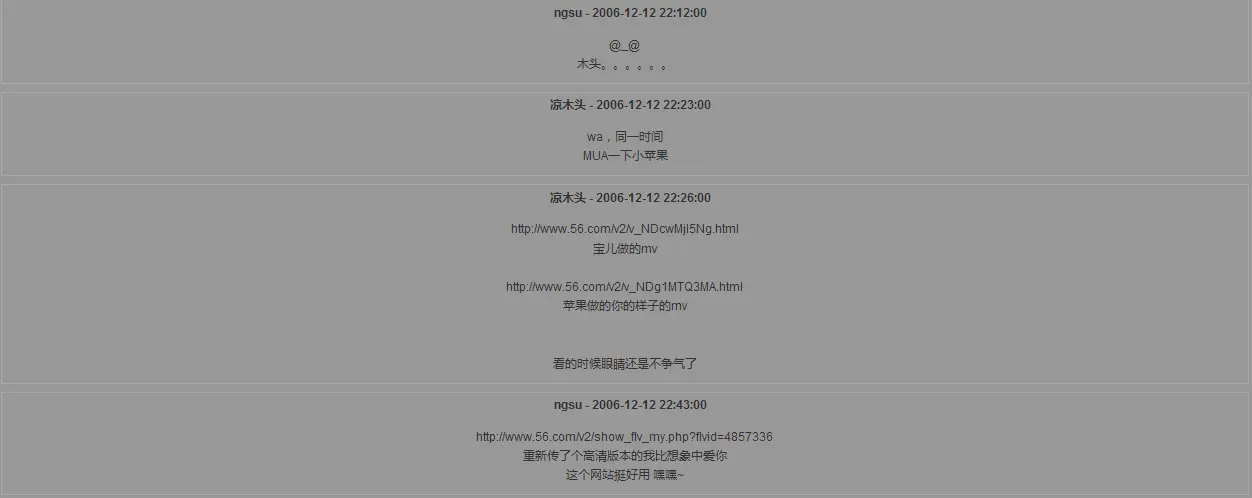 ngsu - 2006-12-12 22:12:00
@_@
木头。。。。。。
凉木头 - 2006-12-12 22:23:00
wa，同一时间
MUA一下小苹果
凉木头 - 2006-12-12 22:26:00
http://www.56.com/v2/v_NDcwMjI5Ng.html
宝儿做的mv
http://www.56.com/v2/v_NDg1MTQ3MA.html
苹果做的你的样子的mv
看的时候眼睛还是不争气了
ngsu - 2006-12-12 22:43:00
http://www.56.com/v2/show_flv_my.php?flvid=4857336
重新传了个高清版本的我比想象中爱你
这个网站挺好用 嘿嘿~